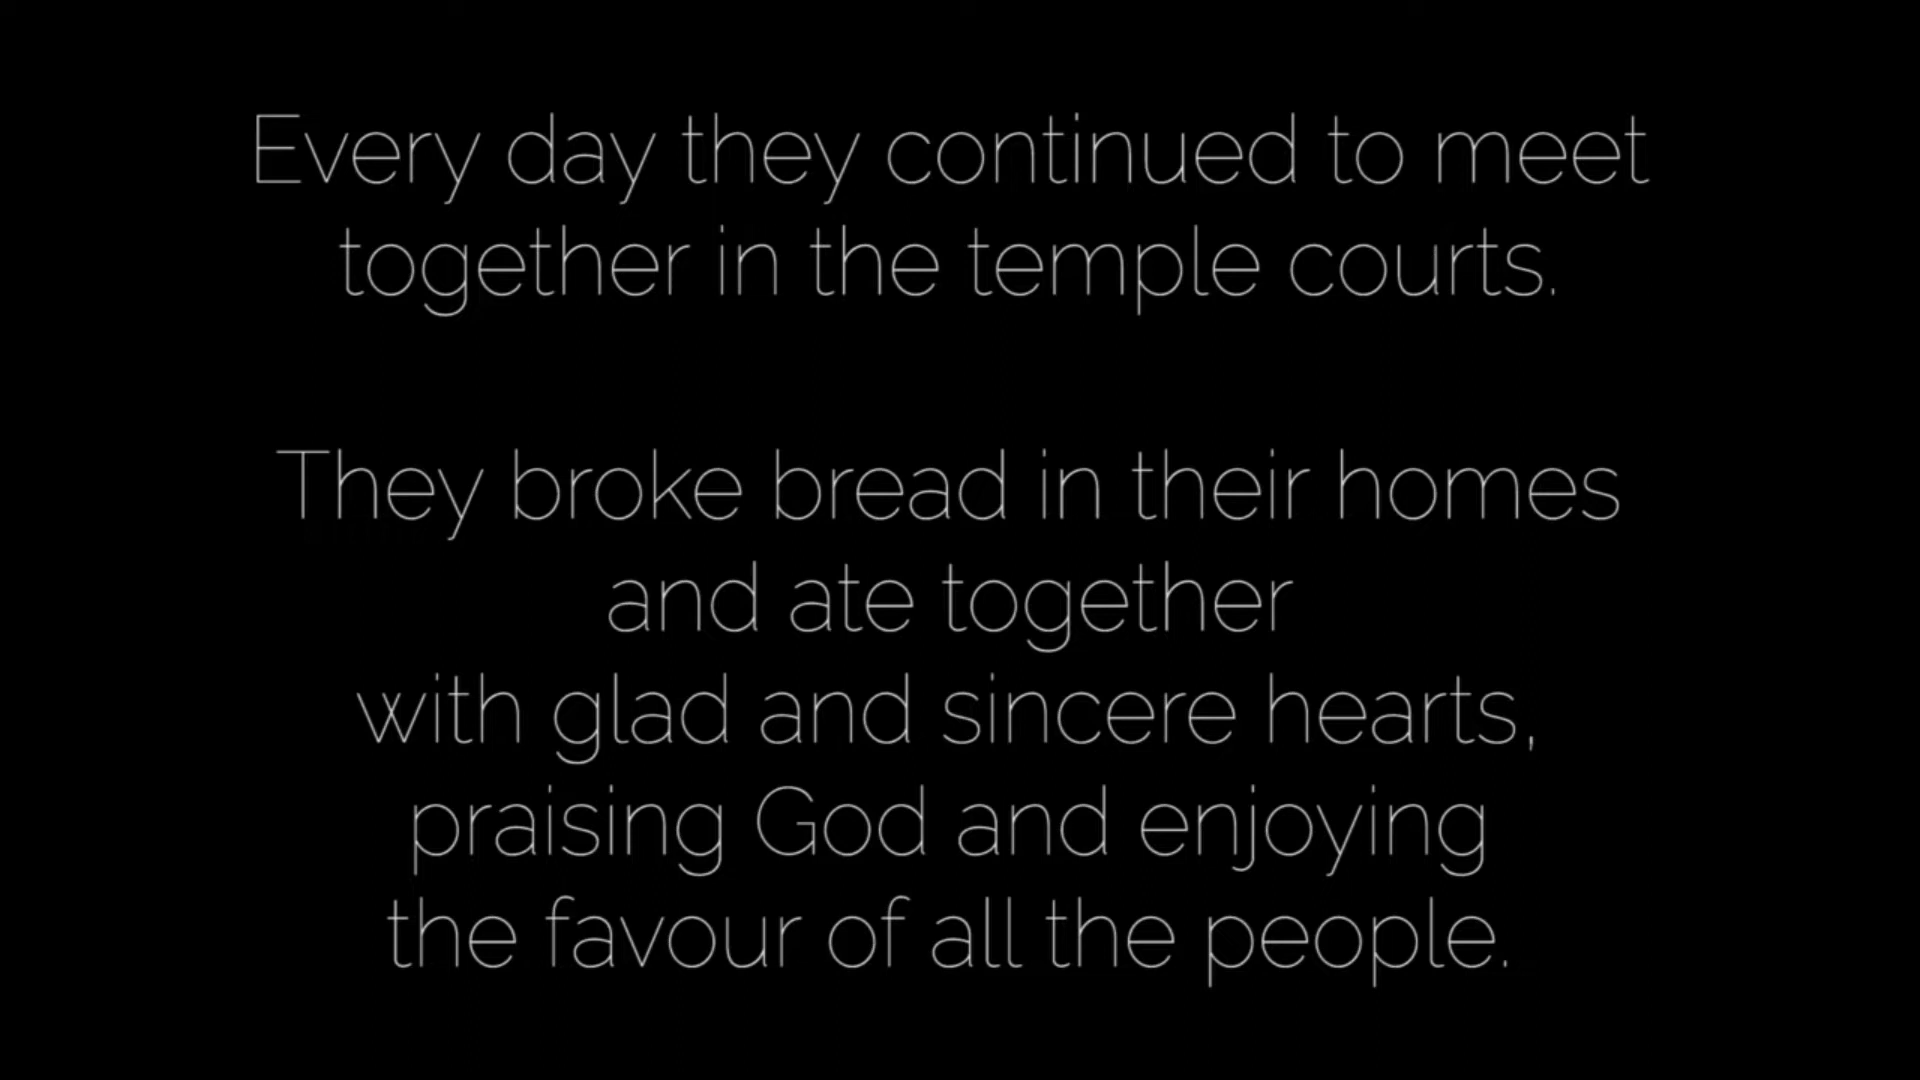 Every day they continued to meet
together in the temple courts.
They broke bread in their homes
and ate together
with glad and sincere hearts,
praising God and enjoying
the favour of all the people.